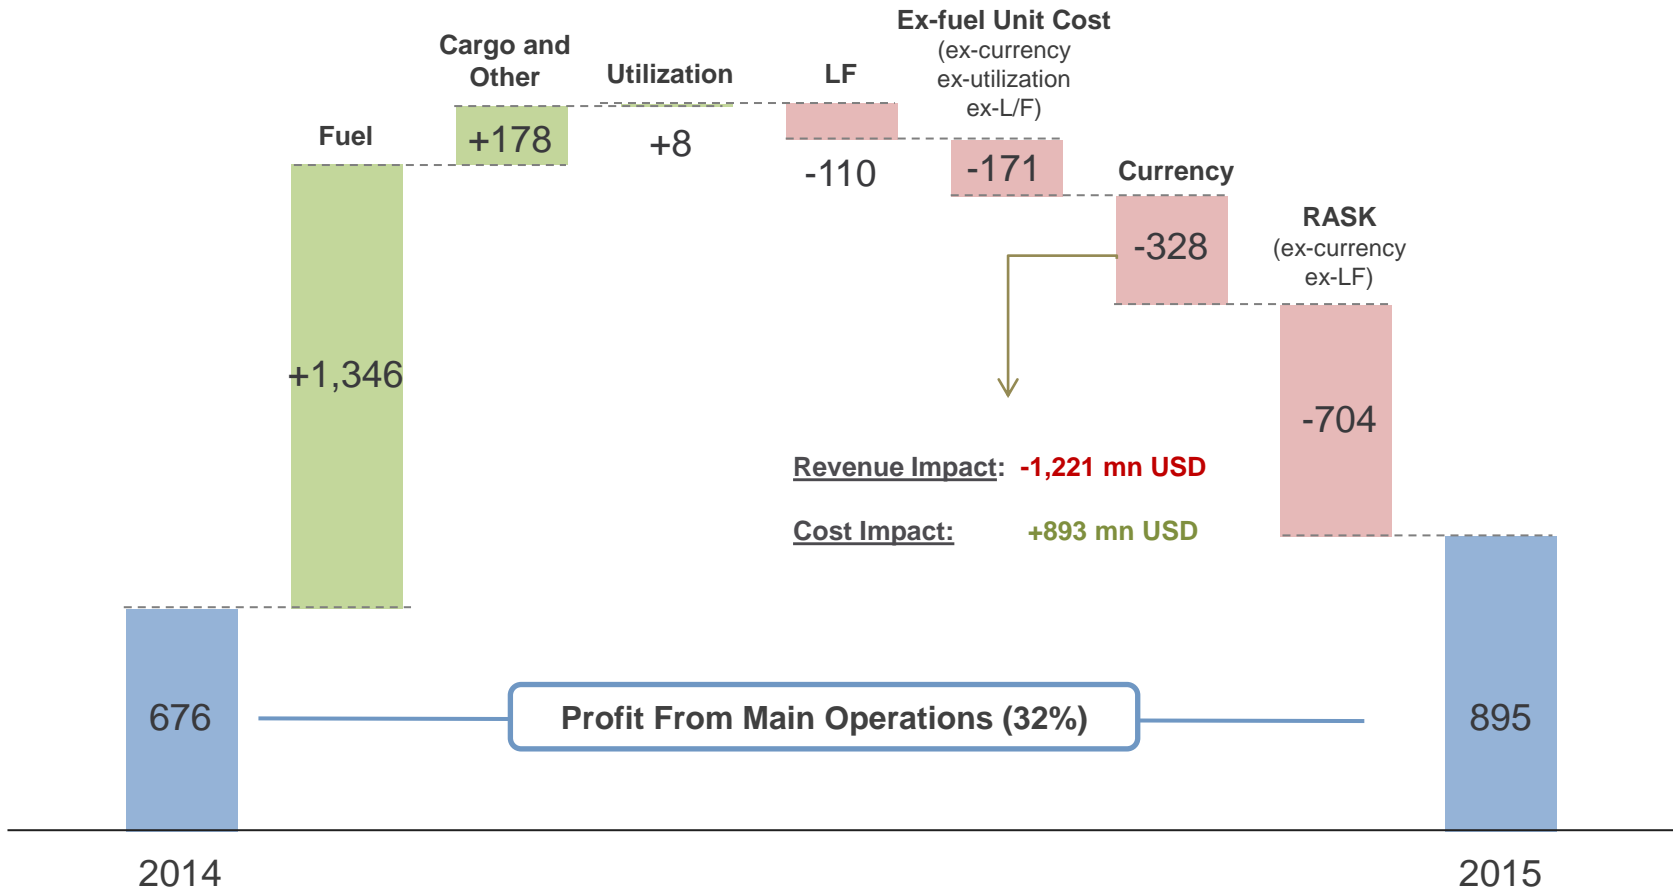 Fuel
+1,346
Cargo and
Other
+178
Utilization
+8
LF
-110
Ex-fuel Unit Cost
(ex-currency
ex-utilization
ex-L/F)
-171
Currency
-328
RASK
(ex-currency
ex-LF)
-704
Revenue Impact: -1,221 mn USD
Cost Impact: +893 mn USD
676
Profit From Main Operations (32%)
895
2014
2015